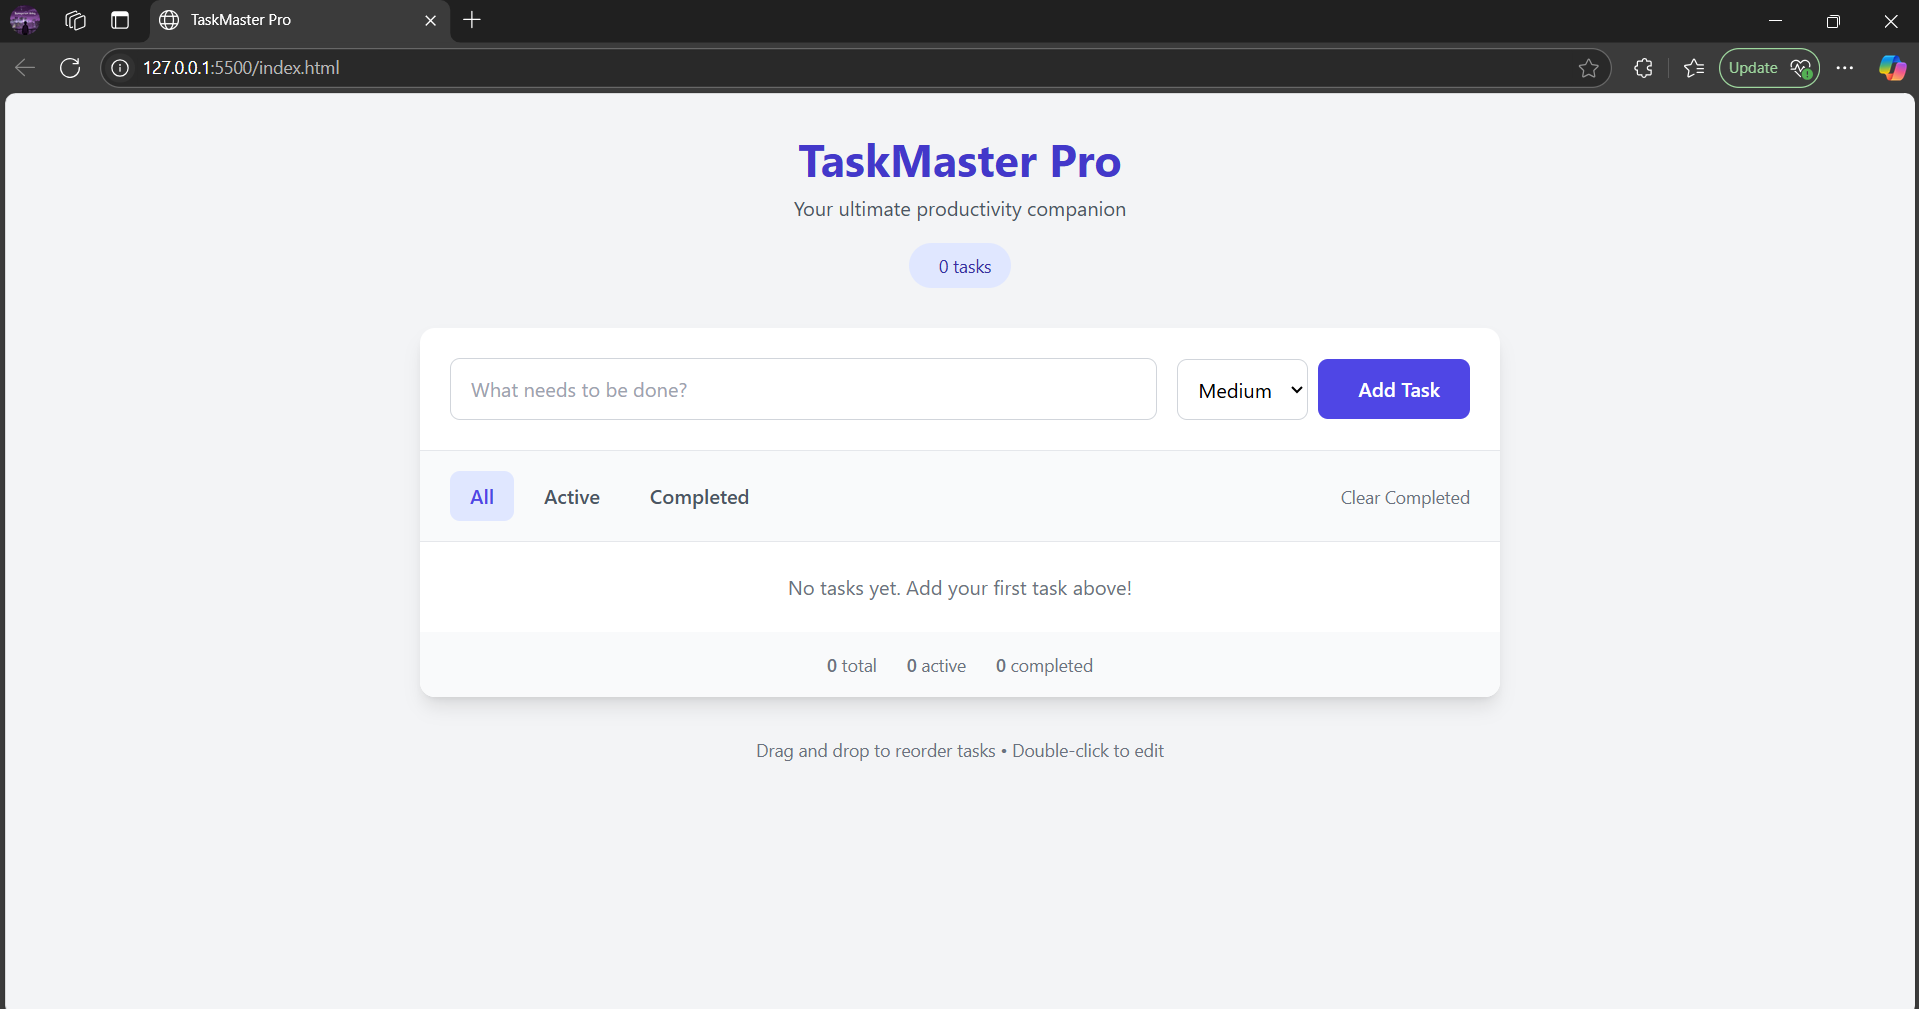 TaskMaster Pro
127.0.0.1:5500/index.html
Update
TaskMaster Pro
Your ultimate productivity companion
0 tasks
What needs to be done?
Medium
Add Task
All
Active
Completed
Clear Completed
No tasks yet. Add your first task above!
0 total 0 active 0 completed
Drag and drop to reorder tasks • Double-click to edit